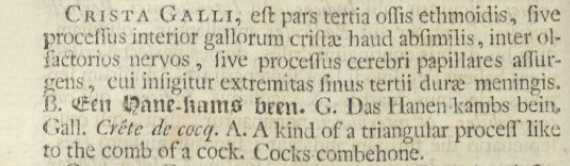 CRISTA GALLI, eſt pars tertia oſſis ethmoidis, ſive
proceſſus interior gallorum criſtæ haud abſimilis, inter ol-
factorios nervos, ſive proceſſus cerebri papillares aſſur-
gens, cui inſigitur extremitas ſinus tertii duræ meningis.
B. Een Hane-kams been. G. Das Hanen-kambs bein.
Gall. Crête de cocq. A. A kind of a triangular proceſſ like
to the comb of a cock. Cocks-combehone.